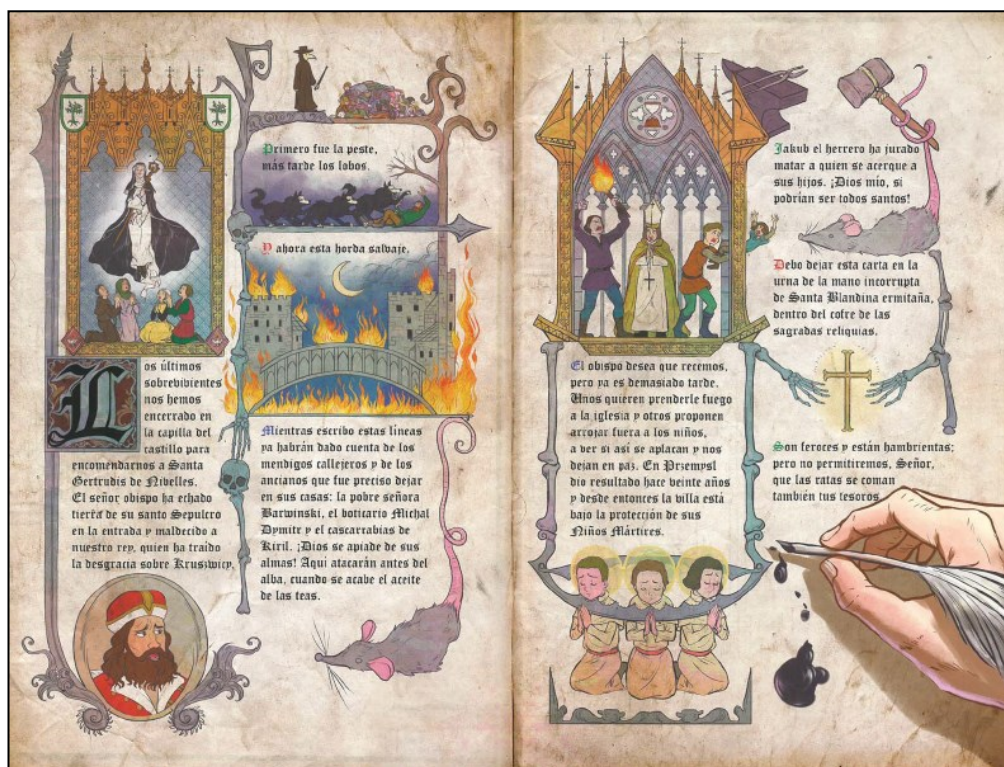 Los últimos
sobrevivientes
nos hemos
encerrado en
la capilla del
castillo para
encomendarnos a Santa
Gertrudis de Nivelles.
El señor obispo ha echado
tierra de su santo Sepulcro
en la entrada y maldecido a
nuestro rey, quien ha traído
la desgracia sobre Kruszwicy.
Primero fue la peste,
más tarde los lobos.
Y ahora esta horda salvaje.
Mientras escribo estas líneas
ya habrán dado cuenta de los
mendigos callejeros y de los
ancianos que fue preciso dejar
en sus casas: la pobre señora
Barwinski, el boticario Michal
Dymitr y el cascarrabias de
Kiril. ¡Dios se apiade de sus
almas! Aquí atacarán antes del
alba, cuando se acabe el aceite
de las teas.
El obispo desea que recemos,
pero ya es demasiado tarde.
Unos quieren prenderle fuego
a la iglesia y otros proponen
arrojar fuera a los niños,
a ver si así se aplacan y nos
dejan en paz. En Przemysl
dio resultado hace veinte años
y desde entonces la villa está
bajo la protección de sus
Niños Mártires.
Jakub el herrero ha jurado
matar a quien se acerque a
sus hijos. ¡Dios mío, si
podrían ser todos santos!
Debo dejar esta carta en la
urna de la mano incorrupta
de Santa Blandina ermitaña,
dentro del cofre de las
sagradas reliquias.
Son feroces y están hambrientas;
pero no permitiremos, Señor,
que las ratas se coman
también tus tesoros